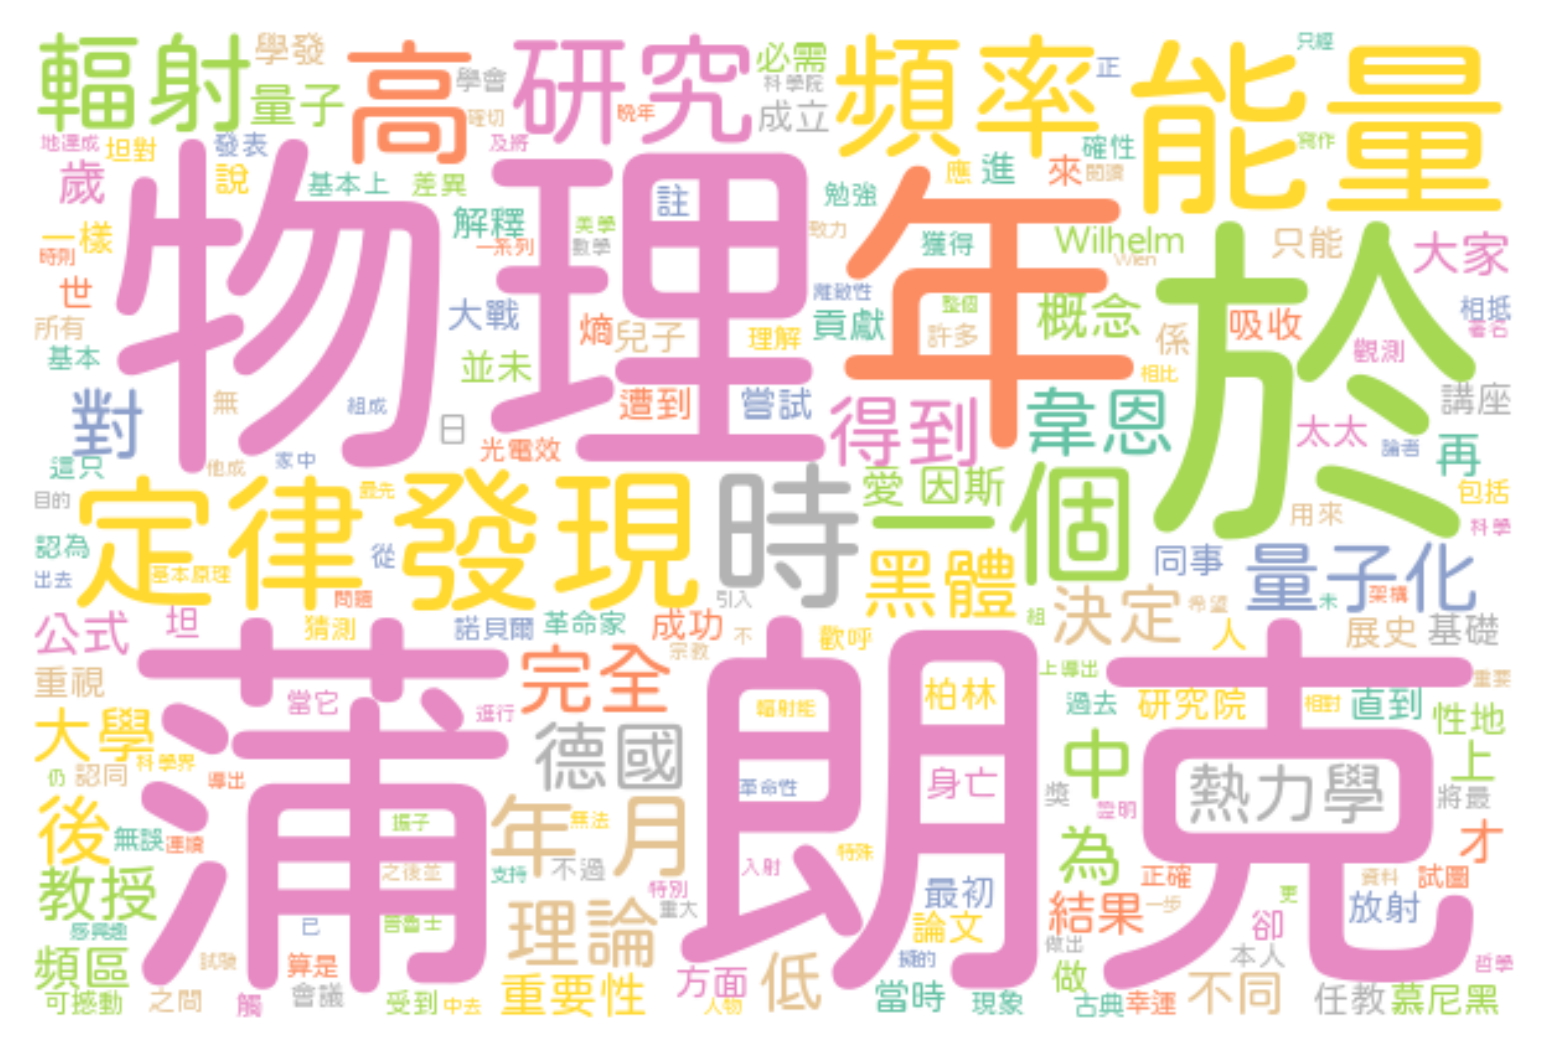 輻射
學發
高
學會
研究
必需
頻率
正
能量
只經
量子
確切
晚年
科學院
成立
地達成
坦對
發表
及將
物理
年
於
確性
寫作
歲
說
基本上
差異
註
勉強
應
進
來
閱讀
一樣
時則
解釋
一系列
美學
數學
致力
獲得
Wilhelm
Wien
只能
大家
世
所有
基本
大戰
熵
兒子
理解
離散性
貢獻
整個
許多
概念
係
吸收
相抵
著名
觀測
並未
相比
對
無
組成
日
遭到
嘗試
得到
韋恩
講座
太太
論者
再
這只
他成
家中
光電效
目的
定律
最先
發現
時
愛
因斯
一個
用來
包括
科學
認為
出去
基本原理
從
黑體
同事
量子化
問題
引入
組
決定
希望
未
架構
公式
坦
猜測
諾貝爾
革命家
成功
不
宗教
歡呼
人
展史
基礎
蒲朗克
重視
當它
進行
完全
輻射能
柏林
上導出
過去
研究院
相對
直到
重要
性地
大學
仍
認同
科學界
導出
德國
革命性
身亡
中
熱力學
上
獎
證明
將最
後
無誤
連續
振子
年月
無法
特殊
為
才
教授
之後並
支持
不過
入射
特別
重大
最初
正確
一步
更
資料
試圖
放射
感興趣
已
普魯士
理論
論文
結果
卻
做出
本人
哲學
頻區
試驗
算是
擬的
可撼動
之間
觸
會議
受到
中去
重要性
方面
人物
低
當時
現象
做
古典
幸運
不同
任教
慕尼黑